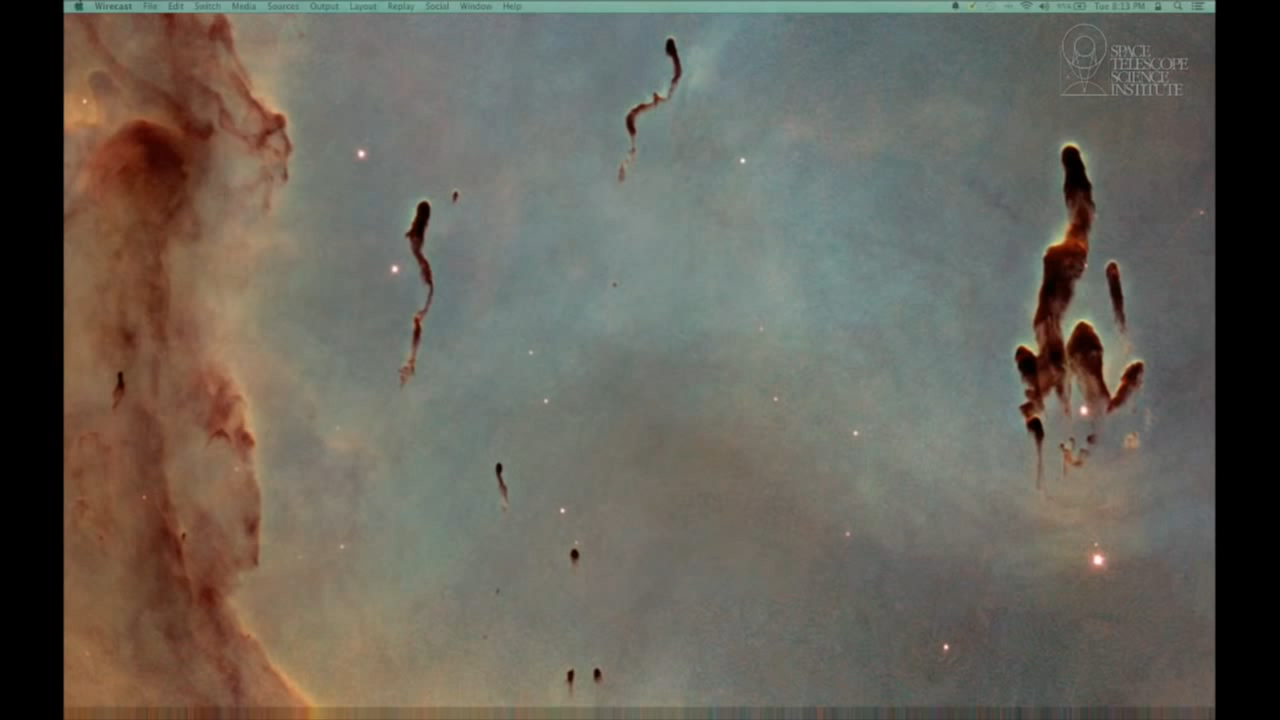 Wirecast File Edit Switch Media Sources Output Layout Replay Social Window Help
Tue 8:13 PM
SPACE
TELESCOPE
SCIENCE
INSTITUTE